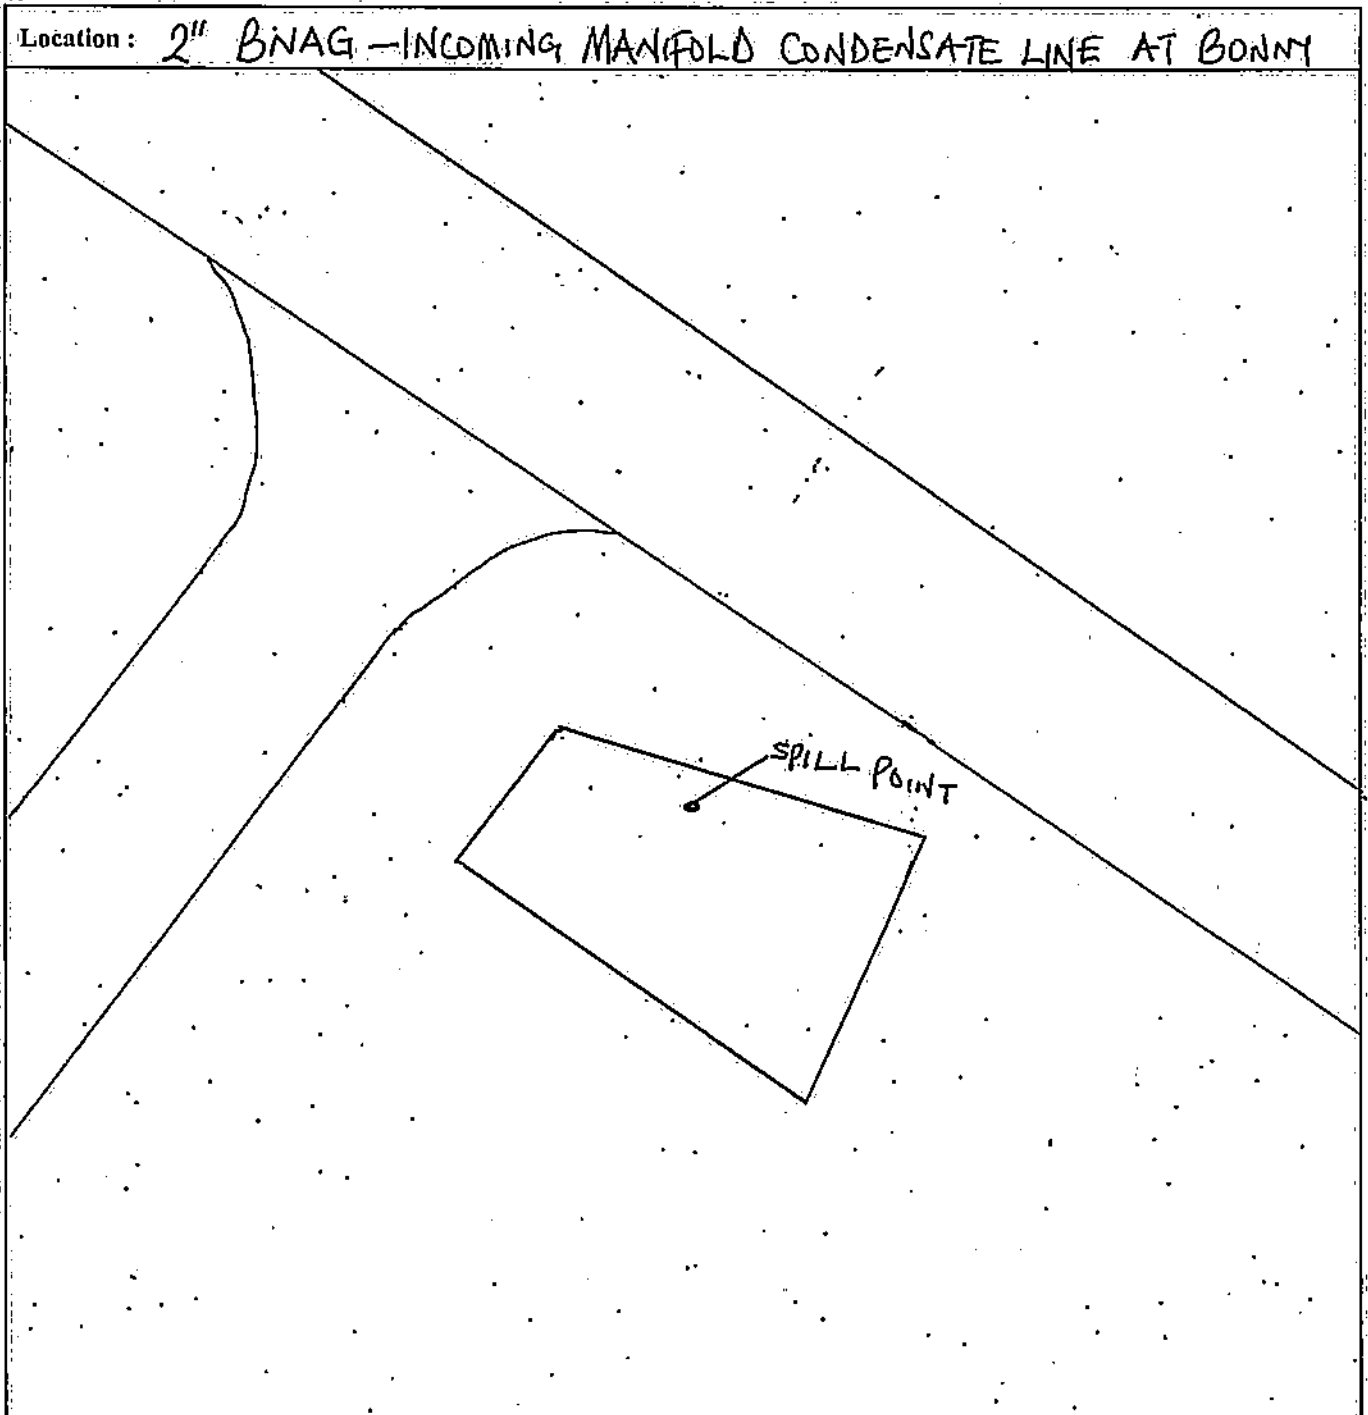 Location: 2" BNAG - INCOMING MANIFOLD CONDENSATE LINE AT BONNY
SPILL POINT